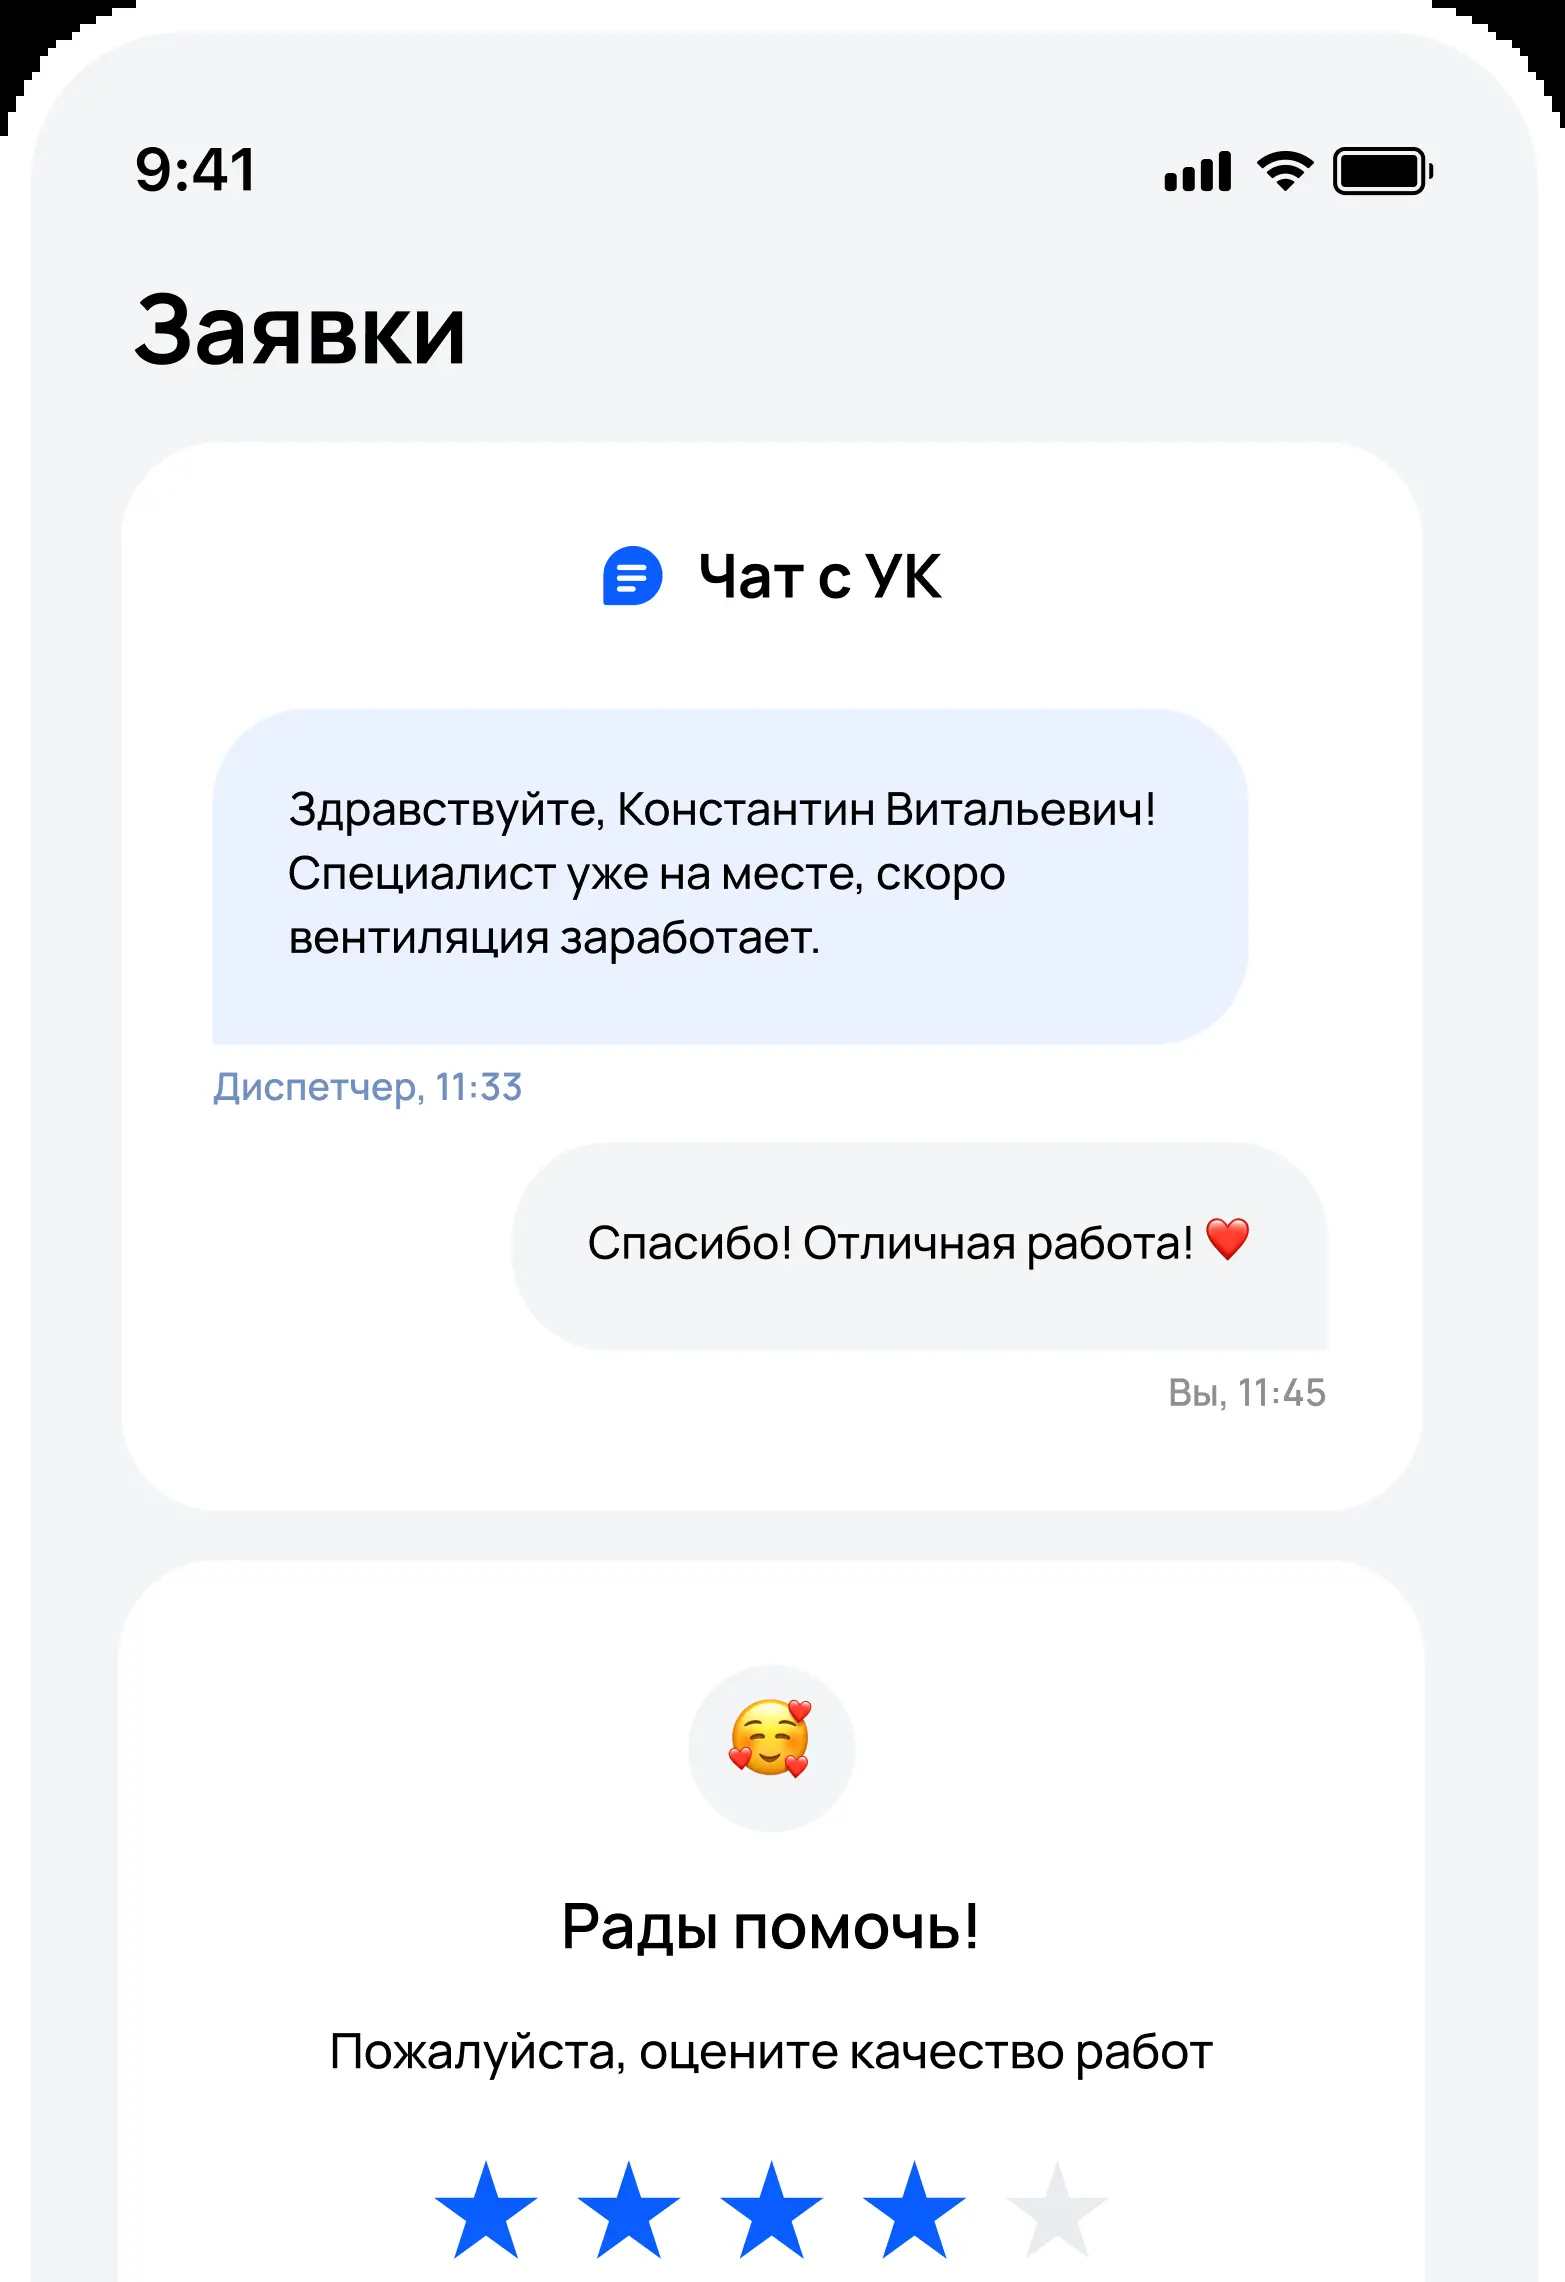 9:41
Заявки
Чат с УК
Здравствуйте, Константин Витальевич!
Специалист уже на месте, скоро
вентиляция заработает.
Диспетчер, 11:33
Спасибо! Отличная работа! ❤️
Вы, 11:45
Рады помочь!
Пожалуйста, оцените качество работ